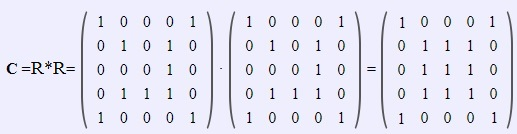 1 0 0 0 1 1 0 0 0 1 1 0 0 0 1
0 1 0 1 0 0 1 0 1 0 0 1 1 1 0
C =R*R= 0 0 0 1 0 · 0 0 0 1 0 = 0 1 1 1 0
0 1 1 1 0 0 1 1 1 0 0 1 1 1 0
1 0 0 0 1 1 0 0 0 1 1 0 0 0 1